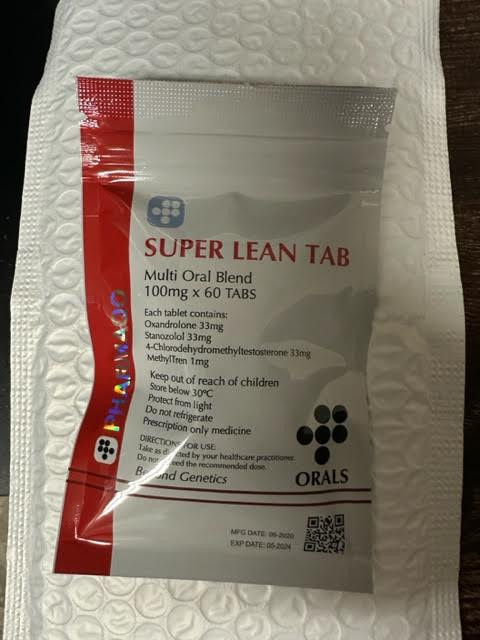 SUPER LEAN TAB
Multi Oral Blend
100mg x 60 TABS
Each tablet contains:
Oxandrolone 33mg
Stanozolol 33mg
4-Chlorodehydromethyltestosterone 33mg
MethylTren 1mg
Keep out of reach of children
Store below 30ºC
Protect from light
Do not refrigerate
Prescription only medicine
DIRECTIONS FOR USE:
Take as directed by your healthcare practitioner.
Do not exceed the recommended dose.
Beyond Genetics
ORALS
MFG DATE: 06-2020
EXP DATE: 05-2024